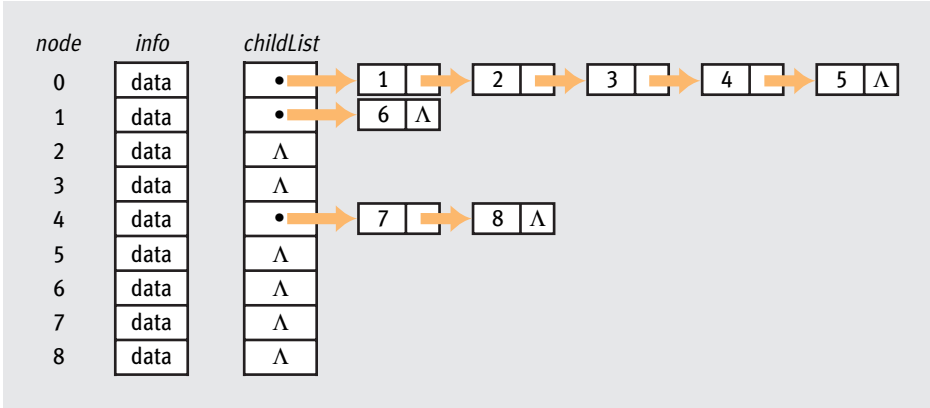 node info childList
0 data • 1 2 3 4 5 Λ
1 data • 6 Λ
2 data Λ
3 data Λ
4 data • 7 8 Λ
5 data Λ
6 data Λ
7 data Λ
8 data Λ